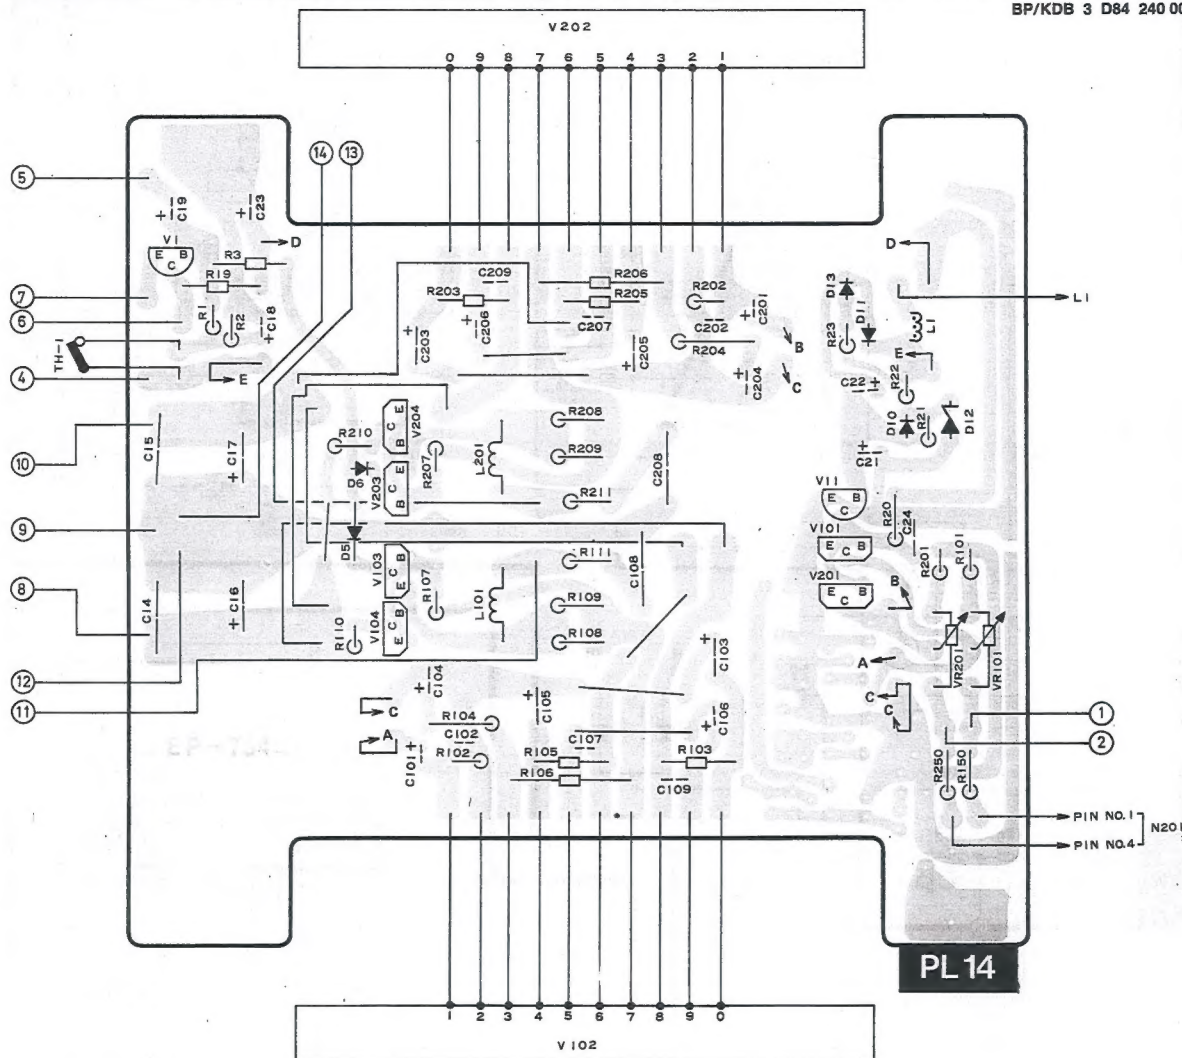 BP/KDB 3 D84 240 00
V202
0 9 8 7 6 5 4 3 2 1
14 13
5
C19 C23
V1 E C B
D
R3
R19
7
6
R1 R2 C18
TH-1
4
E
C209
R206
R203
R205
C206
C207
C203
C205
R202
C202
C201
R204
C204
B
C
D
D13
D11
L1
L1
R23
E
C22
R22
D10
R21
D12
C21
10
C15
C17
R210
V204 E C B
R207
L201
R208
R209
C208
D6
V203 E C B
R211
9
D5
V11 E C B
R20
C24
V101 E C B
R201
R101
V201 E C B
B
8
C14
C16
V103 B C E
R107
L101
R111
C108
R109
R110
V104 B C E
R108
C103
A
VR201
VR101
12
11
C104
C105
C106
C
C
C
A
R104
C102
C101
R102
C107
R105
R106
R103
C109
1
2
R250
R150
PIN NO.1
N201
PIN NO.4
PL 14
1 2 3 4 5 6 7 8 9 0
V102